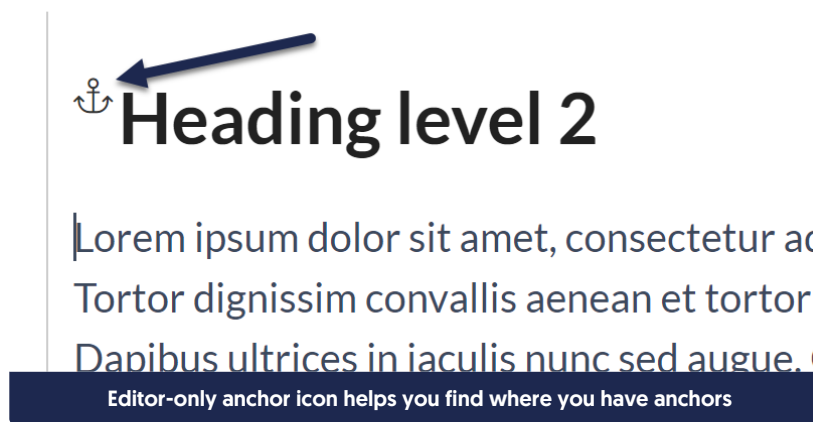 Heading level 2
Lorem ipsum dolor sit amet, consectetur
Tortor dignissim convallis aenean et tortor
Dapibus ultrices in iaculis nunc sed augue.
Editor-only anchor icon helps you find where you have anchors